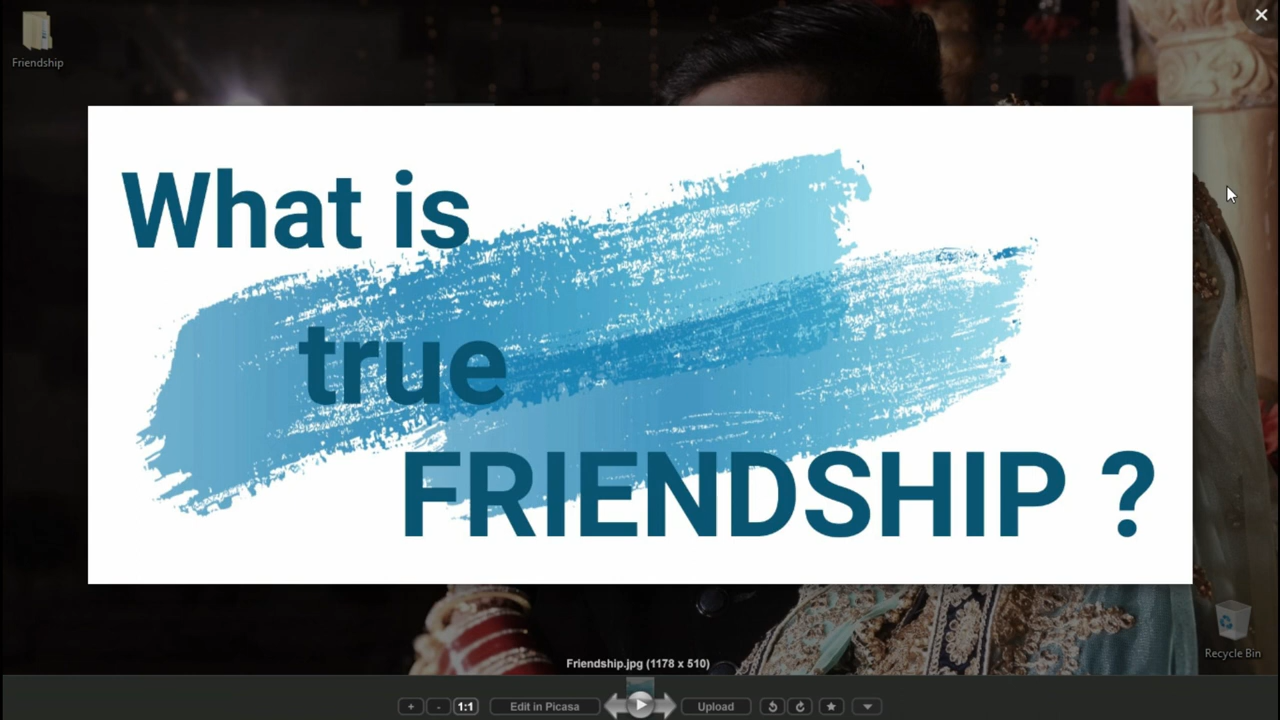 Friendship
What is
true
FRIENDSHIP ?
Recycle Bin
Friendship.jpg (1178 x 510)
+ - 1:1 Edit in Picasa Upload